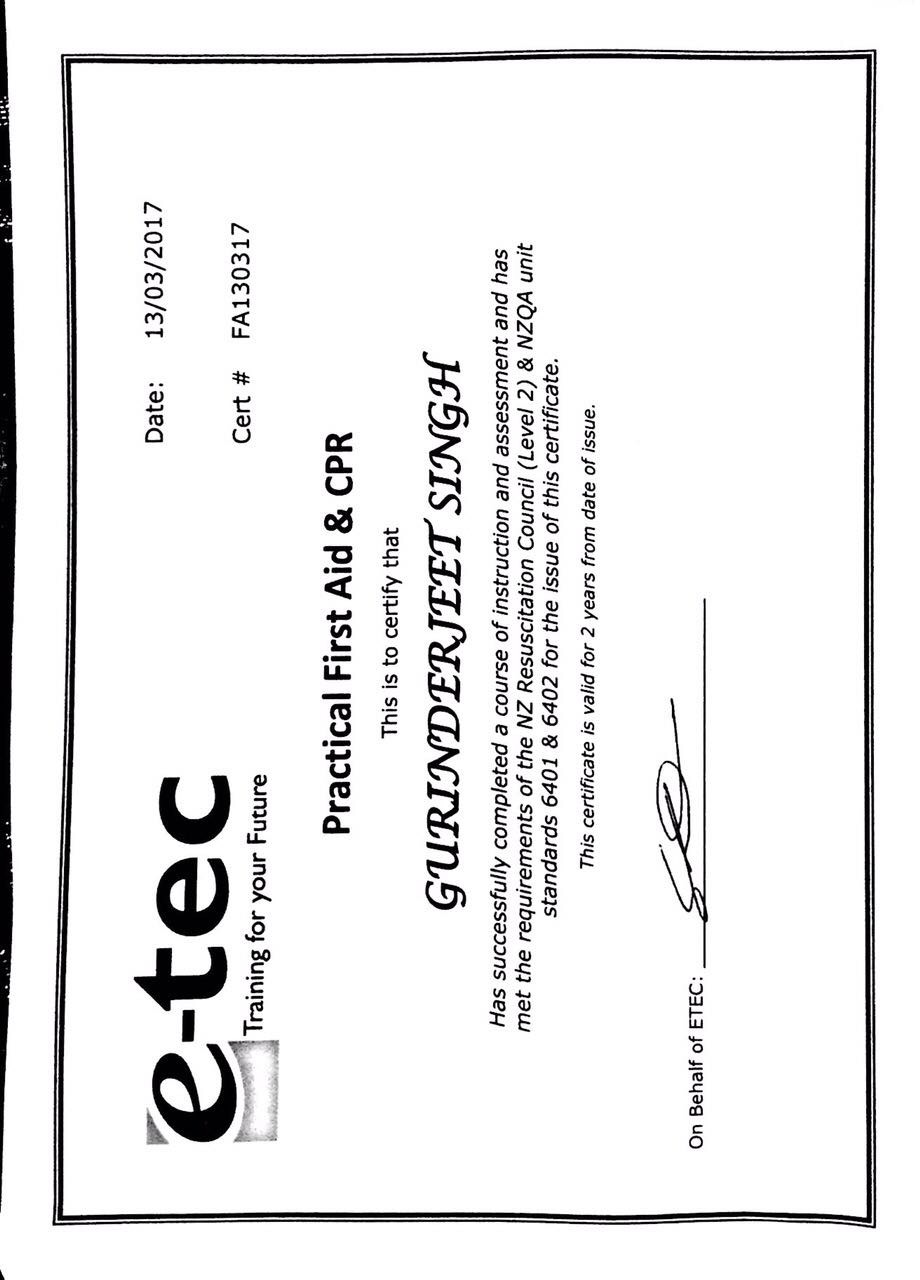 e-tec
Training for your Future
Date: 13/03/2017
Cert # FA130317
Practical First Aid & CPR
This is to certify that
GURINDERJEET SINGH
Has successfully completed a course of instruction and assessment and has
met the requirements of the NZ Resuscitation Council (Level 2) & NZQA unit
standards 6401 & 6402 for the issue of this certificate.
This certificate is valid for 2 years from date of issue.
On Behalf of ETEC: